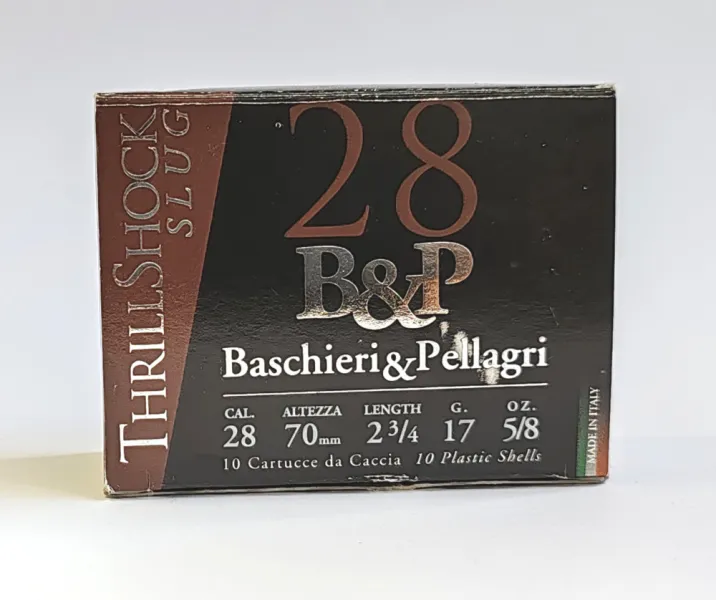 THRILLSHOCK
SLUG
28
B&P
Baschieri&Pellagri
CAL. ALTEZZA LENGTH G. OZ.
28 70mm 2 3/4 17 5/8
10 Cartucce da Caccia 10 Plastic Shells
MADE IN ITALY